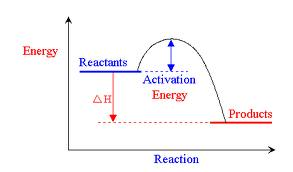 Energy
Reactants
Activation
Energy
△H
Products
Reaction